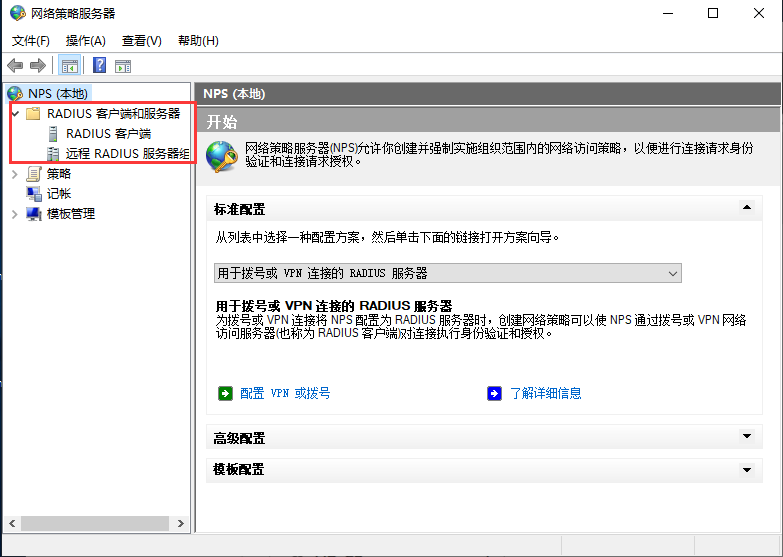 网络策略服务器
文件(F) 操作(A) 查看(V) 帮助(H)
NPS (本地)
RADIUS 客户端和服务器
RADIUS 客户端
远程 RADIUS 服务器组
策略
记帐
模板管理
NPS (本地)
开始
网络策略服务器(NPS)允许你创建并强制实施组织范围内的网络访问策略，以便进行连接请求身份
验证和连接请求授权。
标准配置
从列表中选择一种配置方案，然后单击下面的链接打开方案向导。
用于拨号或 VPN 连接的 RADIUS 服务器
用于拨号或 VPN 连接的 RADIUS 服务器
为拨号或 VPN 连接将 NPS 配置为 RADIUS 服务器时，创建网络策略可以使 NPS 通过拨号或 VPN 网络
访问服务器(也称为 RADIUS 客户端)对连接执行身份验证和授权。
配置 VPN 或拨号 了解详细信息
高级配置
模板配置